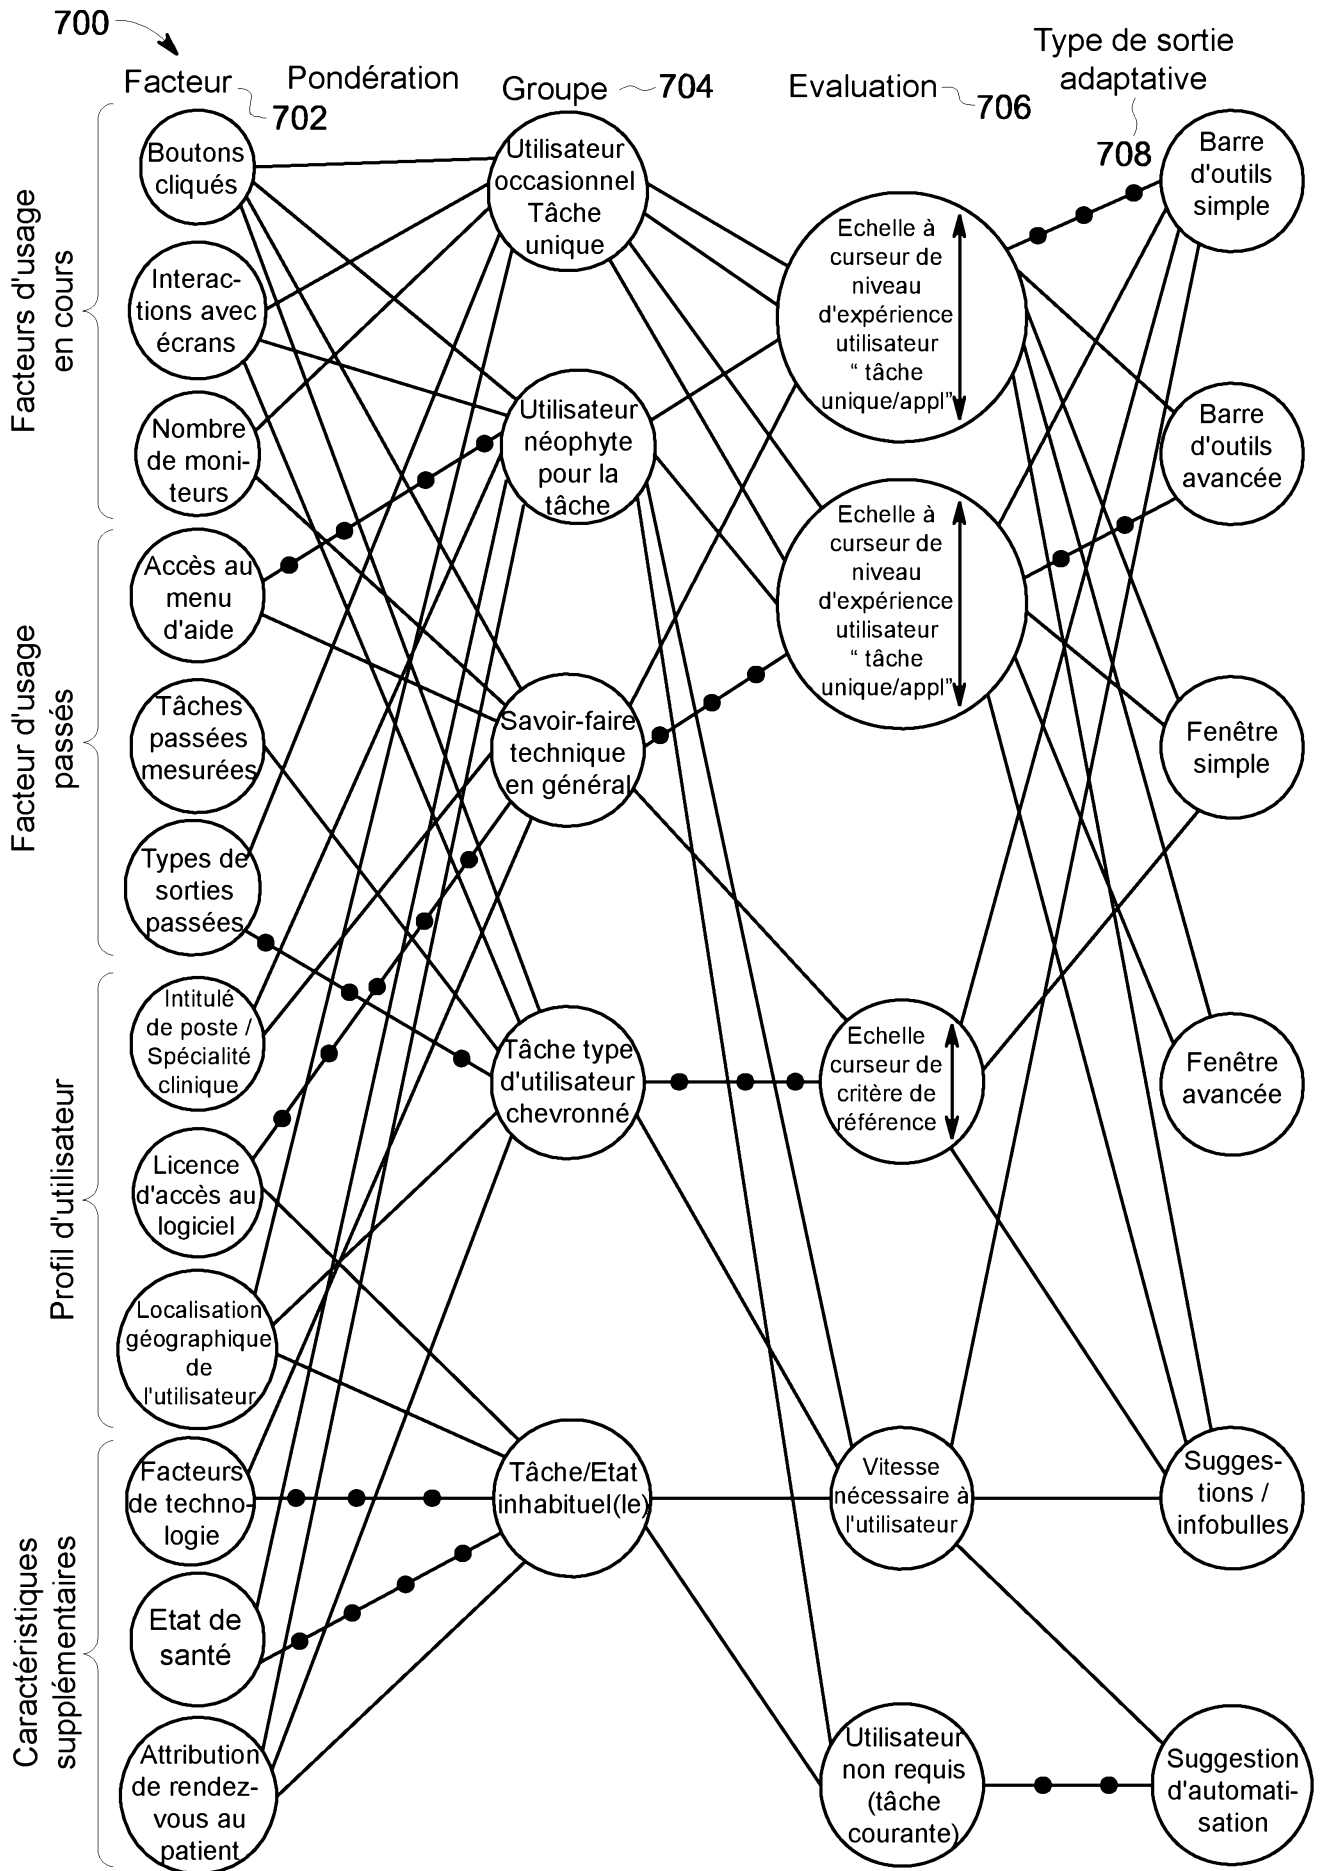 700
Facteur
702
Pondération
Groupe
704
Evaluation
706
Type de sortie
adaptative
708
Facteurs d'usage
en cours
Boutons
cliqués
Interac-
tions avec
écrans
Nombre
de moni-
teurs
Facteur d'usage
passés
Accès au
menu
d'aide
Tâches
passées
mesurées
Types de
sorties
passées
Profil d'utilisateur
Intitulé
de poste /
Spécialité
clinique
Licence
d'accès au
logiciel
Localisation
géographique
de
l'utilisateur
Caractéristiques
supplémentaires
Facteurs
de techno-
logie
Etat de
santé
Attribution
de rendez-
vous au
patient
Utilisateur
occasionnel
Tâche
unique
Utilisateur
néophyte
pour la
tâche
Savoir-faire
technique
en général
Tâche type
d'utilisateur
chevronné
Tâche/Etat
inhabituel(le)
Echelle à
curseur de
niveau
d'expérience
utilisateur
“ tâche
unique/appl”
Echelle à
curseur de
niveau
d'expérience
utilisateur
“ tâche
unique/appl”
Echelle
curseur de
critère de
référence
Vitesse
nécessaire à
l'utilisateur
Utilisateur
non requis
(tâche
courante)
Barre
d'outils
simple
Barre
d'outils
avancée
Fenêtre
simple
Fenêtre
avancée
Sugges-
tions /
infobulles
Suggestion
d'automati-
sation